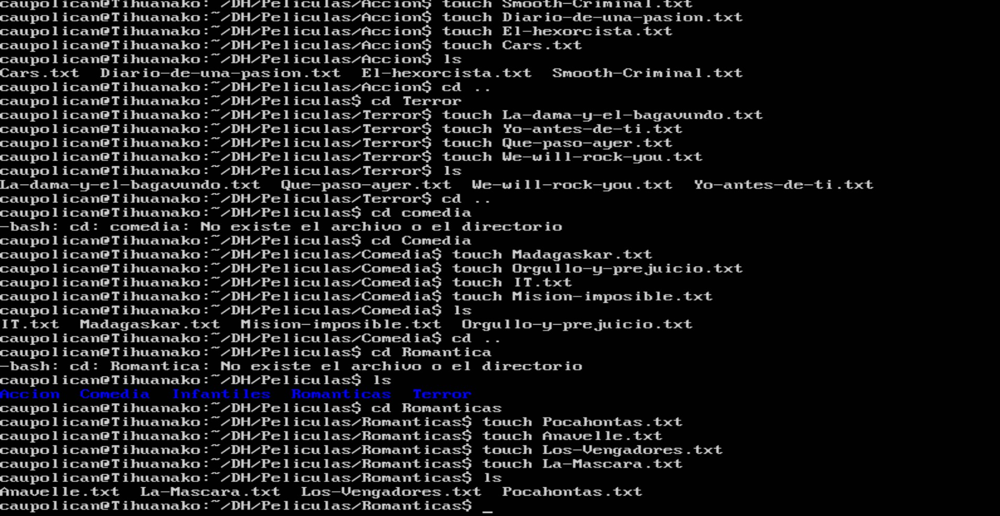 caupolican@Tihuanako:~/DH/Peliculas/Accion$ touch Smooth-Criminal.txt
caupolican@Tihuanako:~/DH/Peliculas/Accion$ touch Diario-de-una-pasion.txt
caupolican@Tihuanako:~/DH/Peliculas/Accion$ touch El-hexorcista.txt
caupolican@Tihuanako:~/DH/Peliculas/Accion$ touch Cars.txt
caupolican@Tihuanako:~/DH/Peliculas/Accion$ ls
Cars.txt  Diario-de-una-pasion.txt  El-hexorcista.txt  Smooth-Criminal.txt
caupolican@Tihuanako:~/DH/Peliculas/Accion$ cd ..
caupolican@Tihuanako:~/DH/Peliculas$ cd Terror
caupolican@Tihuanako:~/DH/Peliculas/Terror$ touch La-dama-y-el-bagavundo.txt
caupolican@Tihuanako:~/DH/Peliculas/Terror$ touch Yo-antes-de-ti.txt
caupolican@Tihuanako:~/DH/Peliculas/Terror$ touch Que-paso-ayer.txt
caupolican@Tihuanako:~/DH/Peliculas/Terror$ touch We-will-rock-you.txt
caupolican@Tihuanako:~/DH/Peliculas/Terror$ ls
La-dama-y-el-bagavundo.txt  Que-paso-ayer.txt  We-will-rock-you.txt  Yo-antes-de-ti.txt
caupolican@Tihuanako:~/DH/Peliculas/Terror$ cd ..
caupolican@Tihuanako:~/DH/Peliculas$ cd comedia
-bash: cd: comedia: No existe el archivo o el directorio
caupolican@Tihuanako:~/DH/Peliculas$ cd Comedia
caupolican@Tihuanako:~/DH/Peliculas/Comedia$ touch Madagaskar.txt
caupolican@Tihuanako:~/DH/Peliculas/Comedia$ touch Orgullo-y-prejuicio.txt
caupolican@Tihuanako:~/DH/Peliculas/Comedia$ touch IT.txt
caupolican@Tihuanako:~/DH/Peliculas/Comedia$ touch Mision-imposible.txt
caupolican@Tihuanako:~/DH/Peliculas/Comedia$ ls
IT.txt  Madagaskar.txt  Mision-imposible.txt  Orgullo-y-prejuicio.txt
caupolican@Tihuanako:~/DH/Peliculas/Comedia$ cd ..
caupolican@Tihuanako:~/DH/Peliculas$ cd Romantica
-bash: cd: Romantica: No existe el archivo o el directorio
caupolican@Tihuanako:~/DH/Peliculas$ ls
Accion  Comedia  Infantiles  Romanticas  Terror
caupolican@Tihuanako:~/DH/Peliculas$ cd Romanticas
caupolican@Tihuanako:~/DH/Peliculas/Romanticas$ touch Pocahontas.txt
caupolican@Tihuanako:~/DH/Peliculas/Romanticas$ touch Anavelle.txt
caupolican@Tihuanako:~/DH/Peliculas/Romanticas$ touch Los-Vengadores.txt
caupolican@Tihuanako:~/DH/Peliculas/Romanticas$ touch La-Mascara.txt
caupolican@Tihuanako:~/DH/Peliculas/Romanticas$ ls
Anavelle.txt  La-Mascara.txt  Los-Vengadores.txt  Pocahontas.txt
caupolican@Tihuanako:~/DH/Peliculas/Romanticas$ _